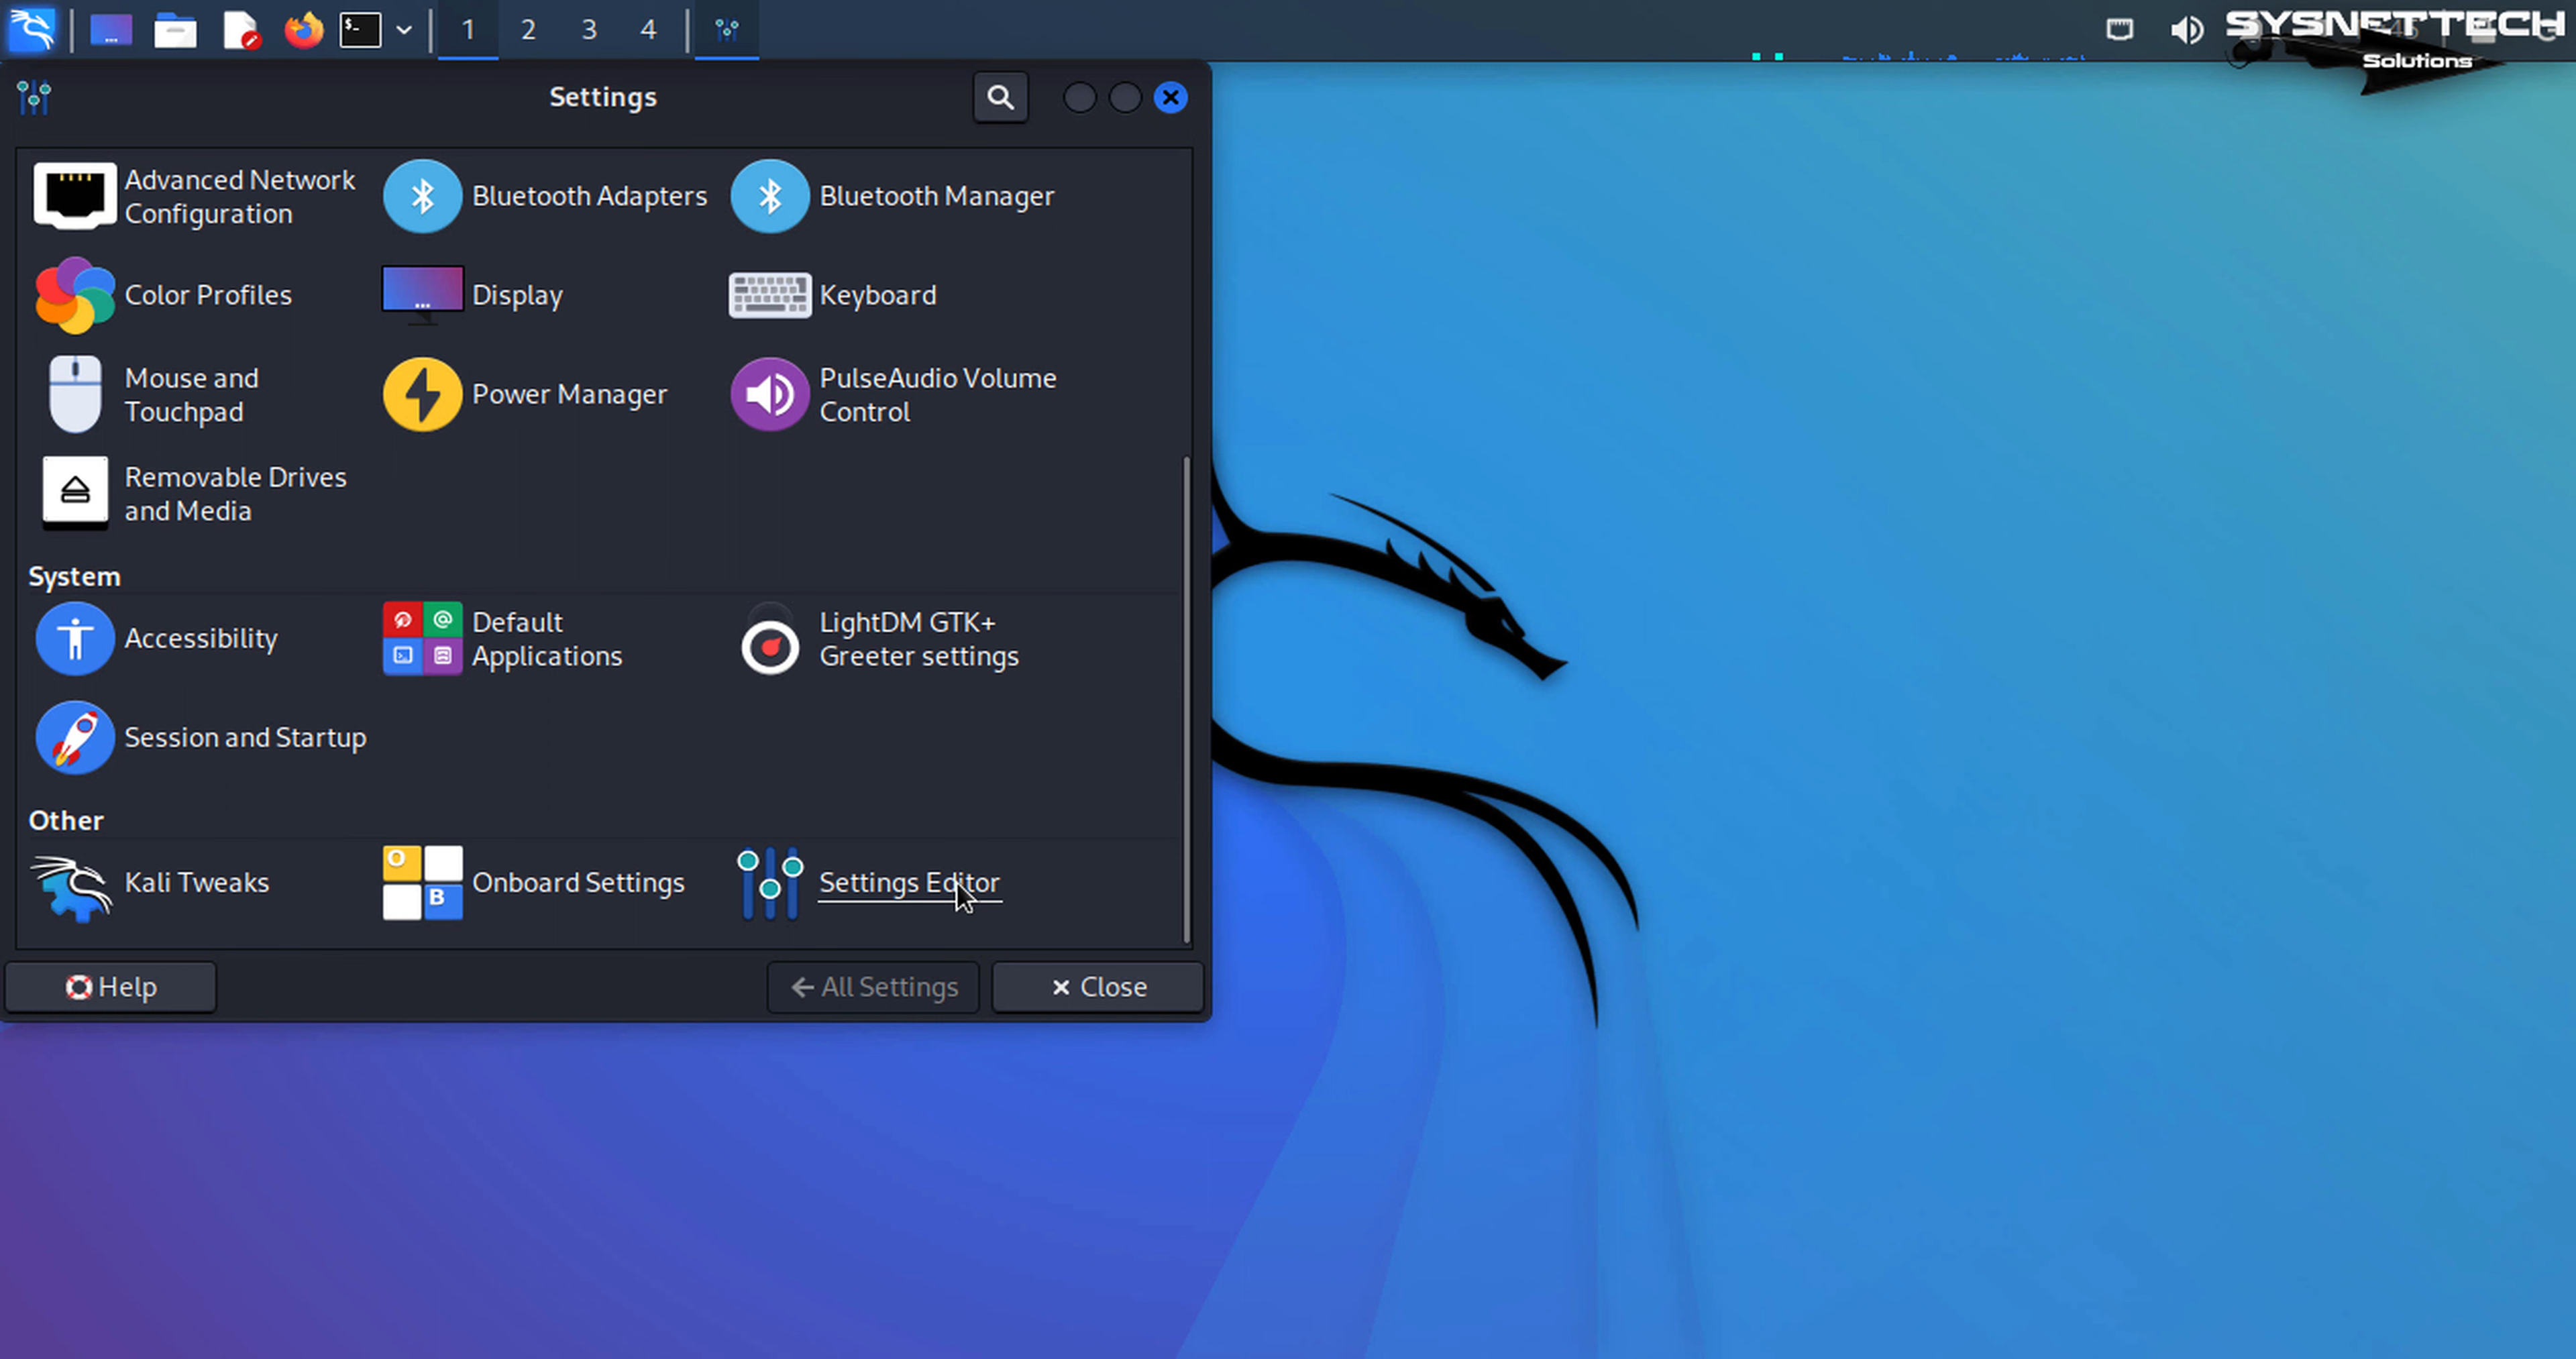 1 2 3 4
SYSNETTECH
Solutions
Settings
Advanced Network
Configuration
Bluetooth Adapters
Bluetooth Manager
Color Profiles
Display
Keyboard
Mouse and
Touchpad
Power Manager
PulseAudio Volume
Control
Removable Drives
and Media
System
Accessibility
Default
Applications
LightDM GTK+
Greeter settings
Session and Startup
Other
Kali Tweaks
Onboard Settings
Settings Editor
Help
All Settings
Close